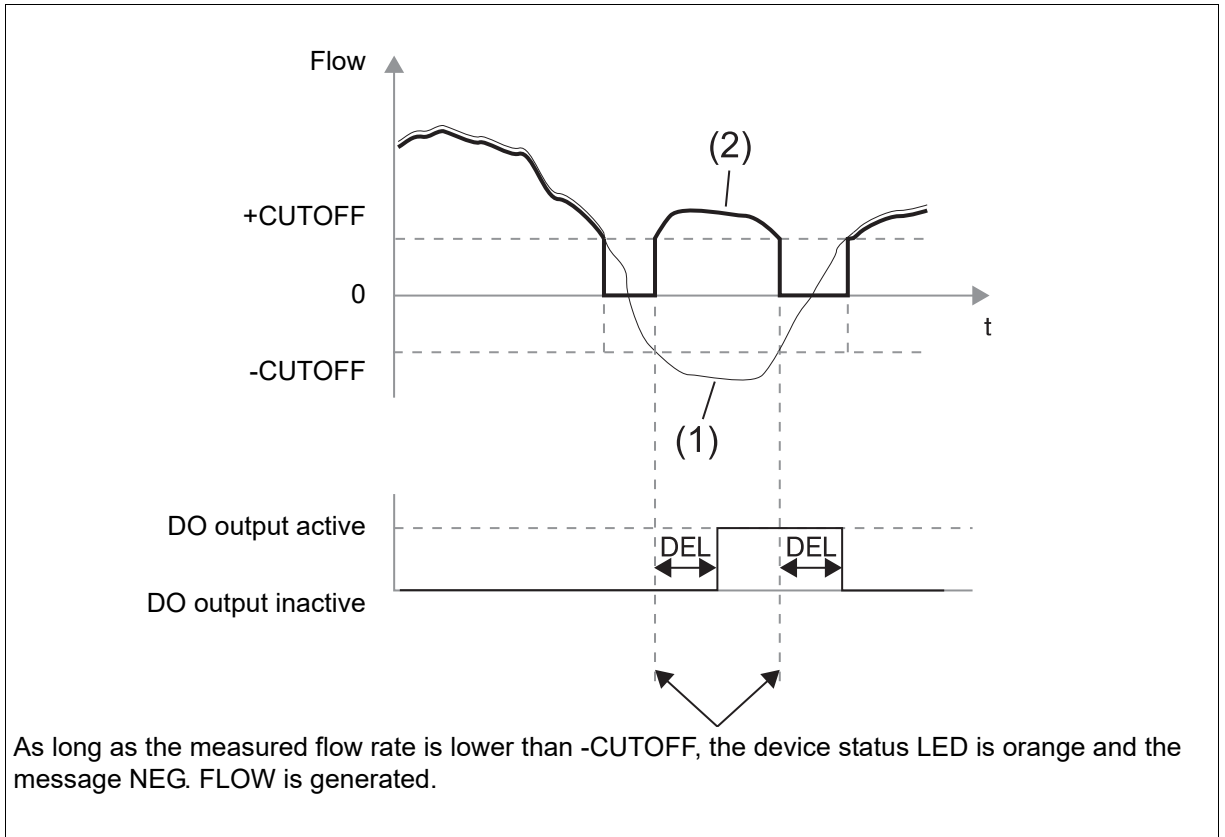 Flow
(2)
+CUTOFF
0
t
-CUTOFF
(1)
DO output active
DEL DEL
DO output inactive
As long as the measured flow rate is lower than -CUTOFF, the device status LED is orange and the
message NEG. FLOW is generated.